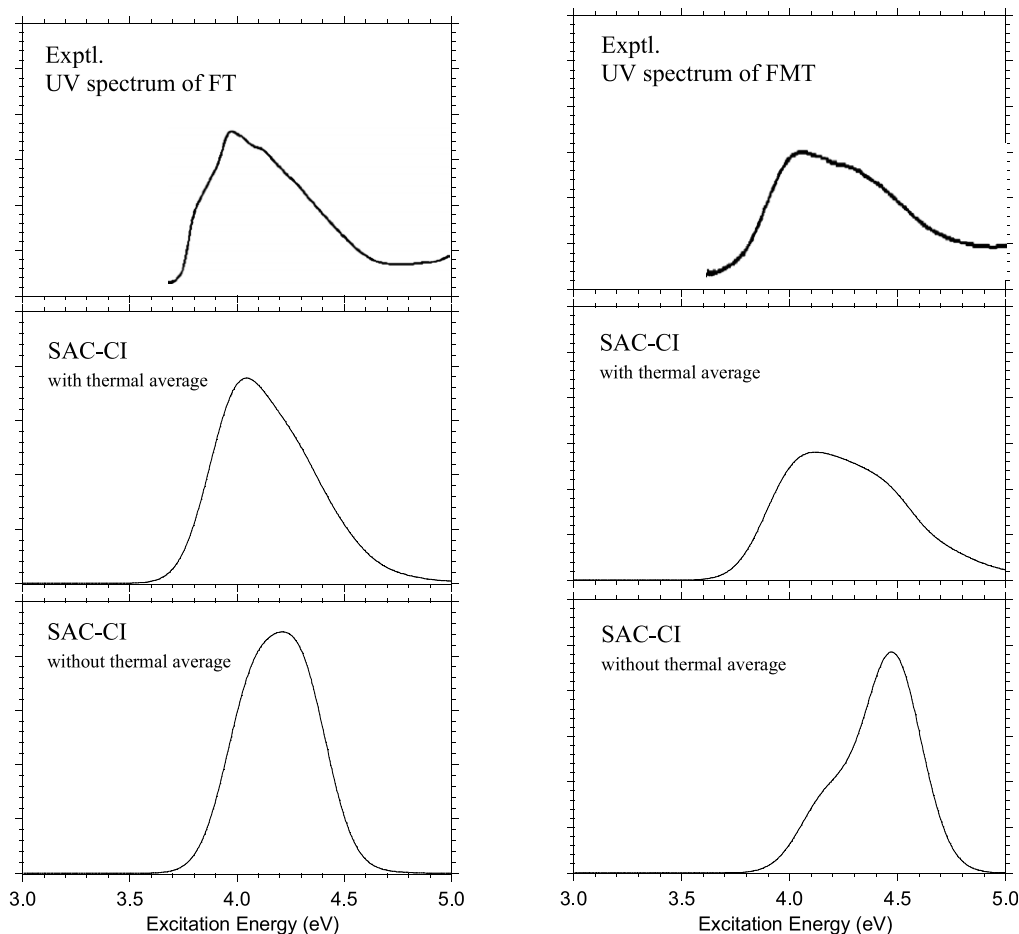 Exptl.
UV spectrum of FT
SAC-CI
with thermal average
SAC-CI
without thermal average
3.0 3.5 4.0 4.5 5.0
Excitation Energy (eV)
Exptl.
UV spectrum of FMT
SAC-CI
with thermal average
SAC-CI
without thermal average
3.0 3.5 4.0 4.5 5.0
Excitation Energy (eV)